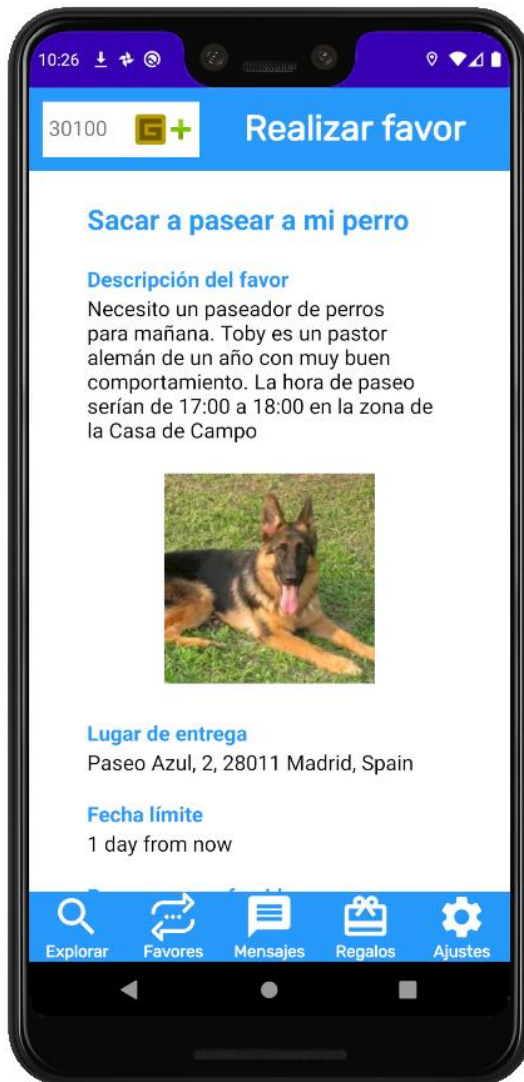 10:26
30100 G+ Realizar favor
Sacar a pasear a mi perro
Descripción del favor
Necesito un paseador de perros
para mañana. Toby es un pastor
alemán de un año con muy buen
comportamiento. La hora de paseo
serían de 17:00 a 18:00 en la zona de
la Casa de Campo
Lugar de entrega
Paseo Azul, 2, 28011 Madrid, Spain
Fecha límite
1 day from now
Explorar Favores Mensajes Regalos Ajustes